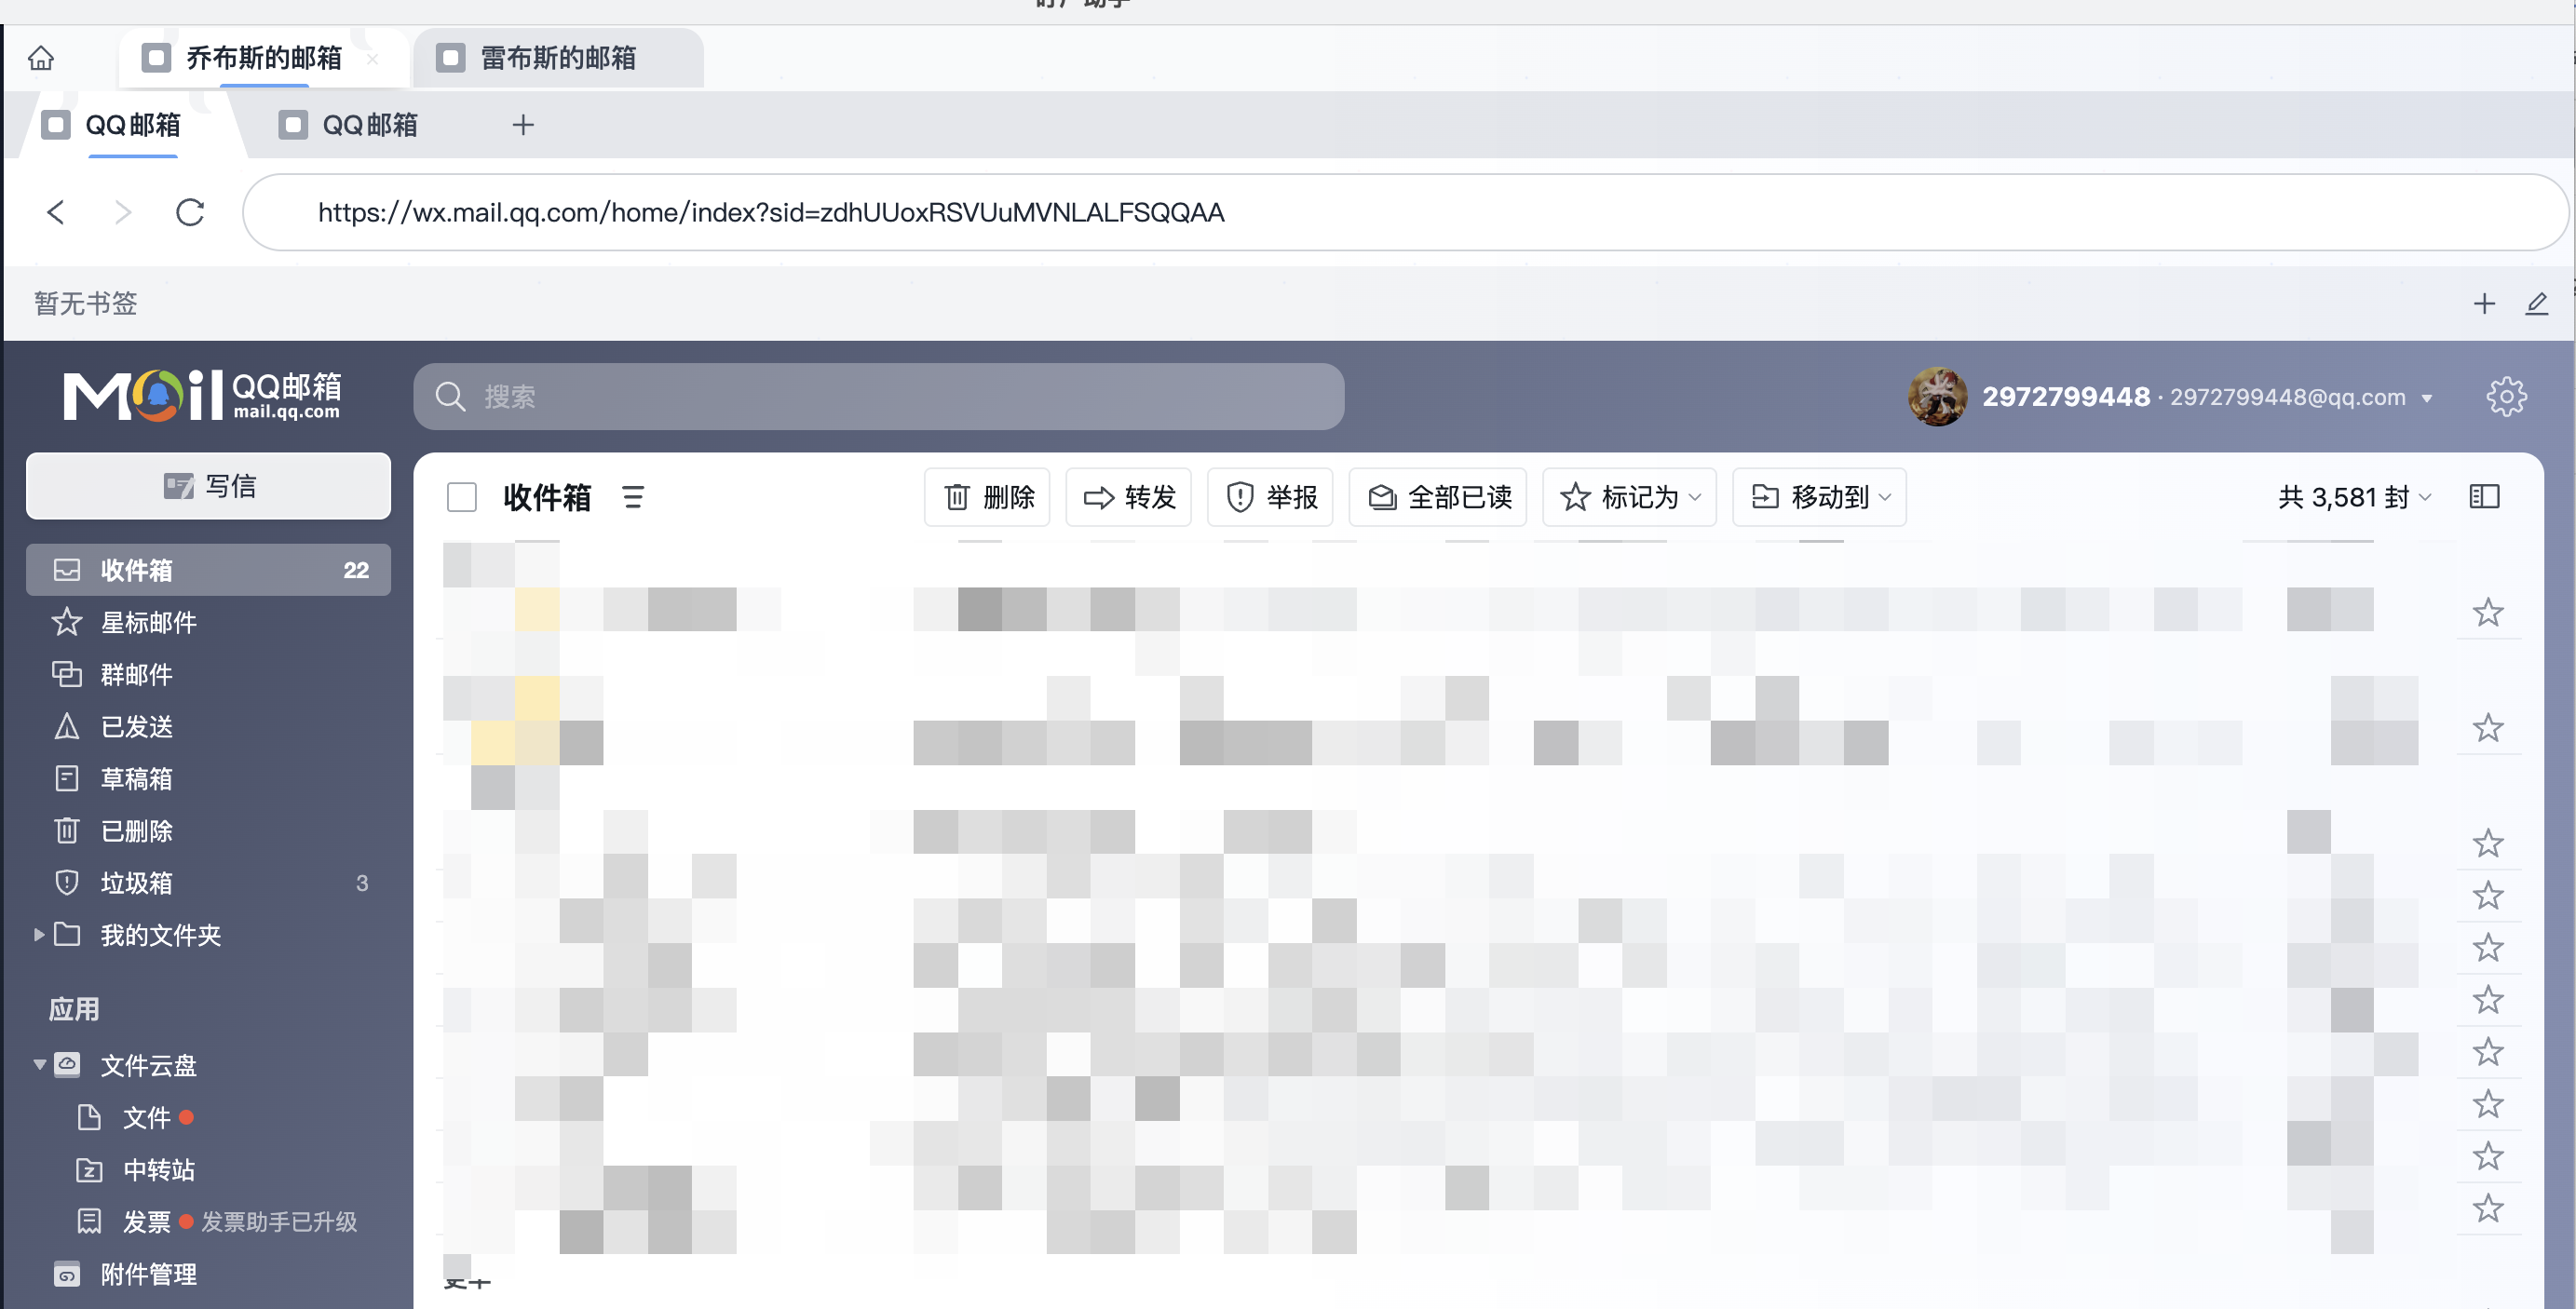 乔布斯的邮箱
雷布斯的邮箱
QQ邮箱
QQ邮箱
https://wx.mail.qq.com/home/index?sid=zdhUUoxRSVUuMVNLALFSQQAA
暂无书签
Mail QQ邮箱
mail.qq.com
搜索
2972799448 · 2972799448@qq.com
写信
收件箱
删除
转发
举报
全部已读
标记为
移动到
共 3,581 封
收件箱 22
星标邮件
群邮件
已发送
草稿箱
已删除
垃圾箱 3
我的文件夹
应用
文件云盘
文件
中转站
发票 发票助手已升级
附件管理